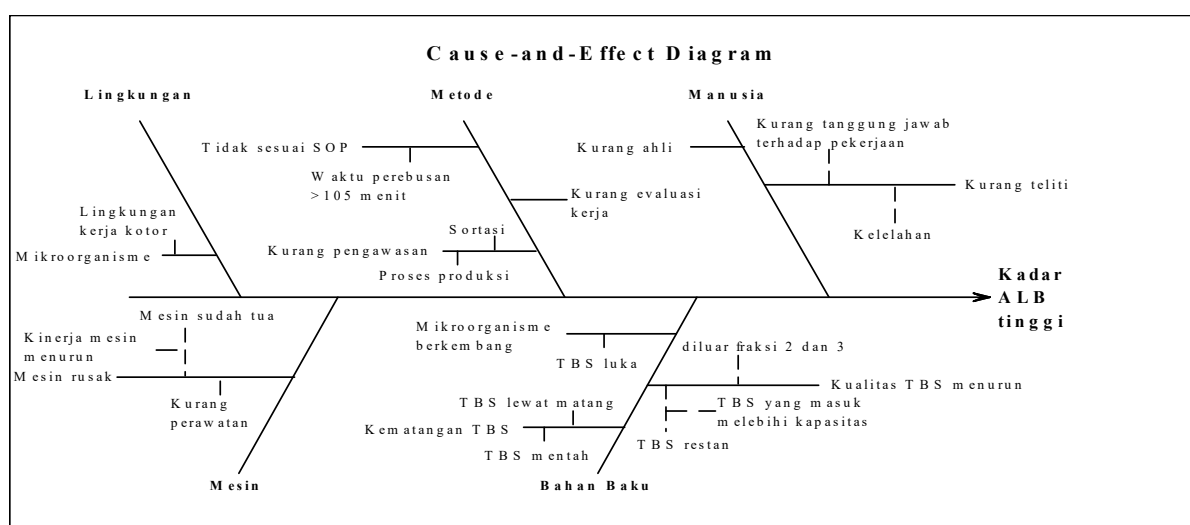 Cause-and-Effect Diagram
Lingkungan
Metode
Manusia
Tidak sesuai SOP
Waktu perebusan
>105 menit
Kurang evaluasi
kerja
Sortasi
Kurang pengawasan
Proses produksi
Lingkungan
kerja kotor
Mikroorganisme
Kurang ahli
Kurang tanggung jawab
terhadap pekerjaan
Kurang teliti
Kelelahan
Kadar
ALB
tinggi
Mesin sudah tua
Kinerja mesin
menurun
Mesin rusak
Kurang
perawatan
Mesin
Mikroorganisme
berkembang
TBS luka
diluar fraksi 2 dan 3
Kualitas TBS menurun
TBS yang masuk
melebihi kapasitas
TBS restan
TBS lewat matang
Kematangan TBS
TBS mentah
Bahan Baku